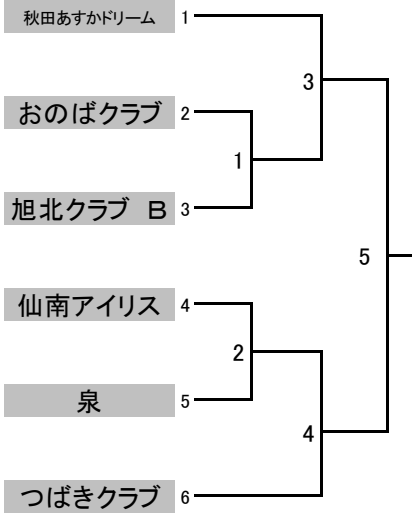 秋田あすかドリーム 1
3
おのばクラブ 2
1
旭北クラブ B 3
5
仙南アイリス 4
2
泉 5
4
つばきクラブ 6